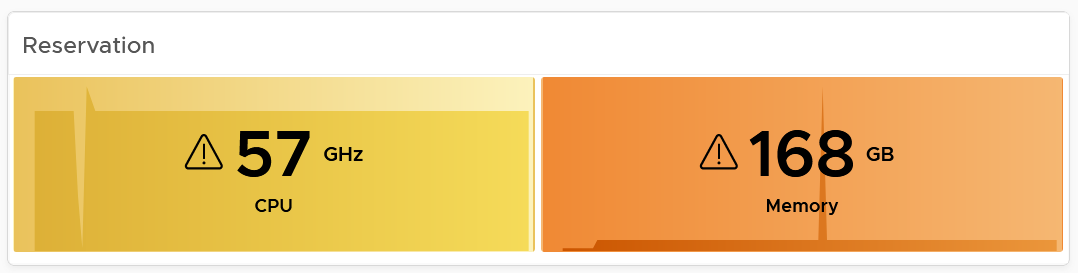 Reservation
57 GHz
CPU
168 GB
Memory